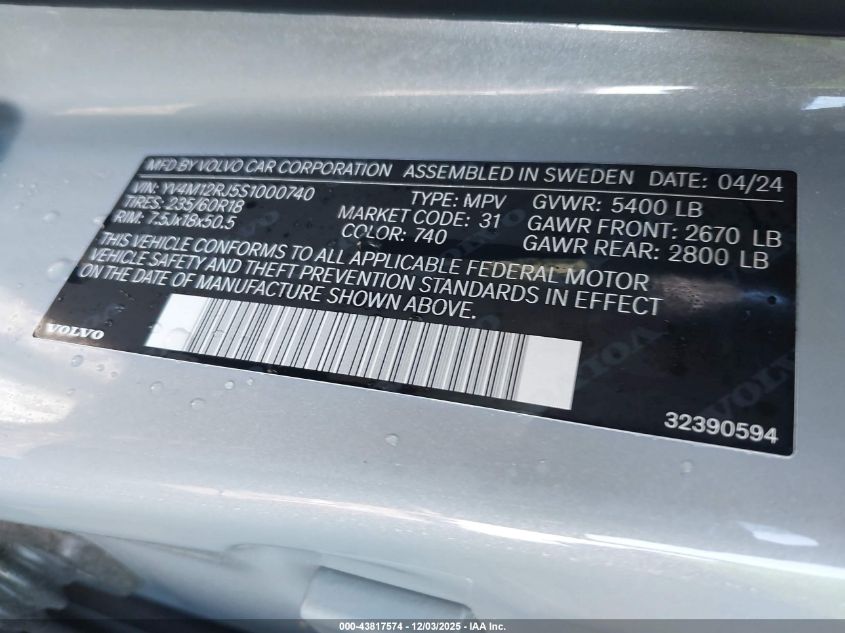 MFD BY VOLVO CAR CORPORATION ASSEMBLED IN SWEDEN DATE: 04/24
VIN: YV4M12RJ5S1000740 TYPE: MPV GVWR: 5400 LB
TIRES: 235/60R18 MARKET CODE: 31 GAWR FRONT: 2670 LB
RIM: 7.5Jx18x50.5 COLOR: 740 GAWR REAR: 2800 LB
THIS VEHICLE CONFORMS TO ALL APPLICABLE FEDERAL MOTOR
VEHICLE SAFETY AND THEFT PREVENTION STANDARDS IN EFFECT
ON THE DATE OF MANUFACTURE SHOWN ABOVE.
VOLVO
VOLVO
VOLVO
32390594
000-43817574 - 12/03/2025 - IAA Inc.